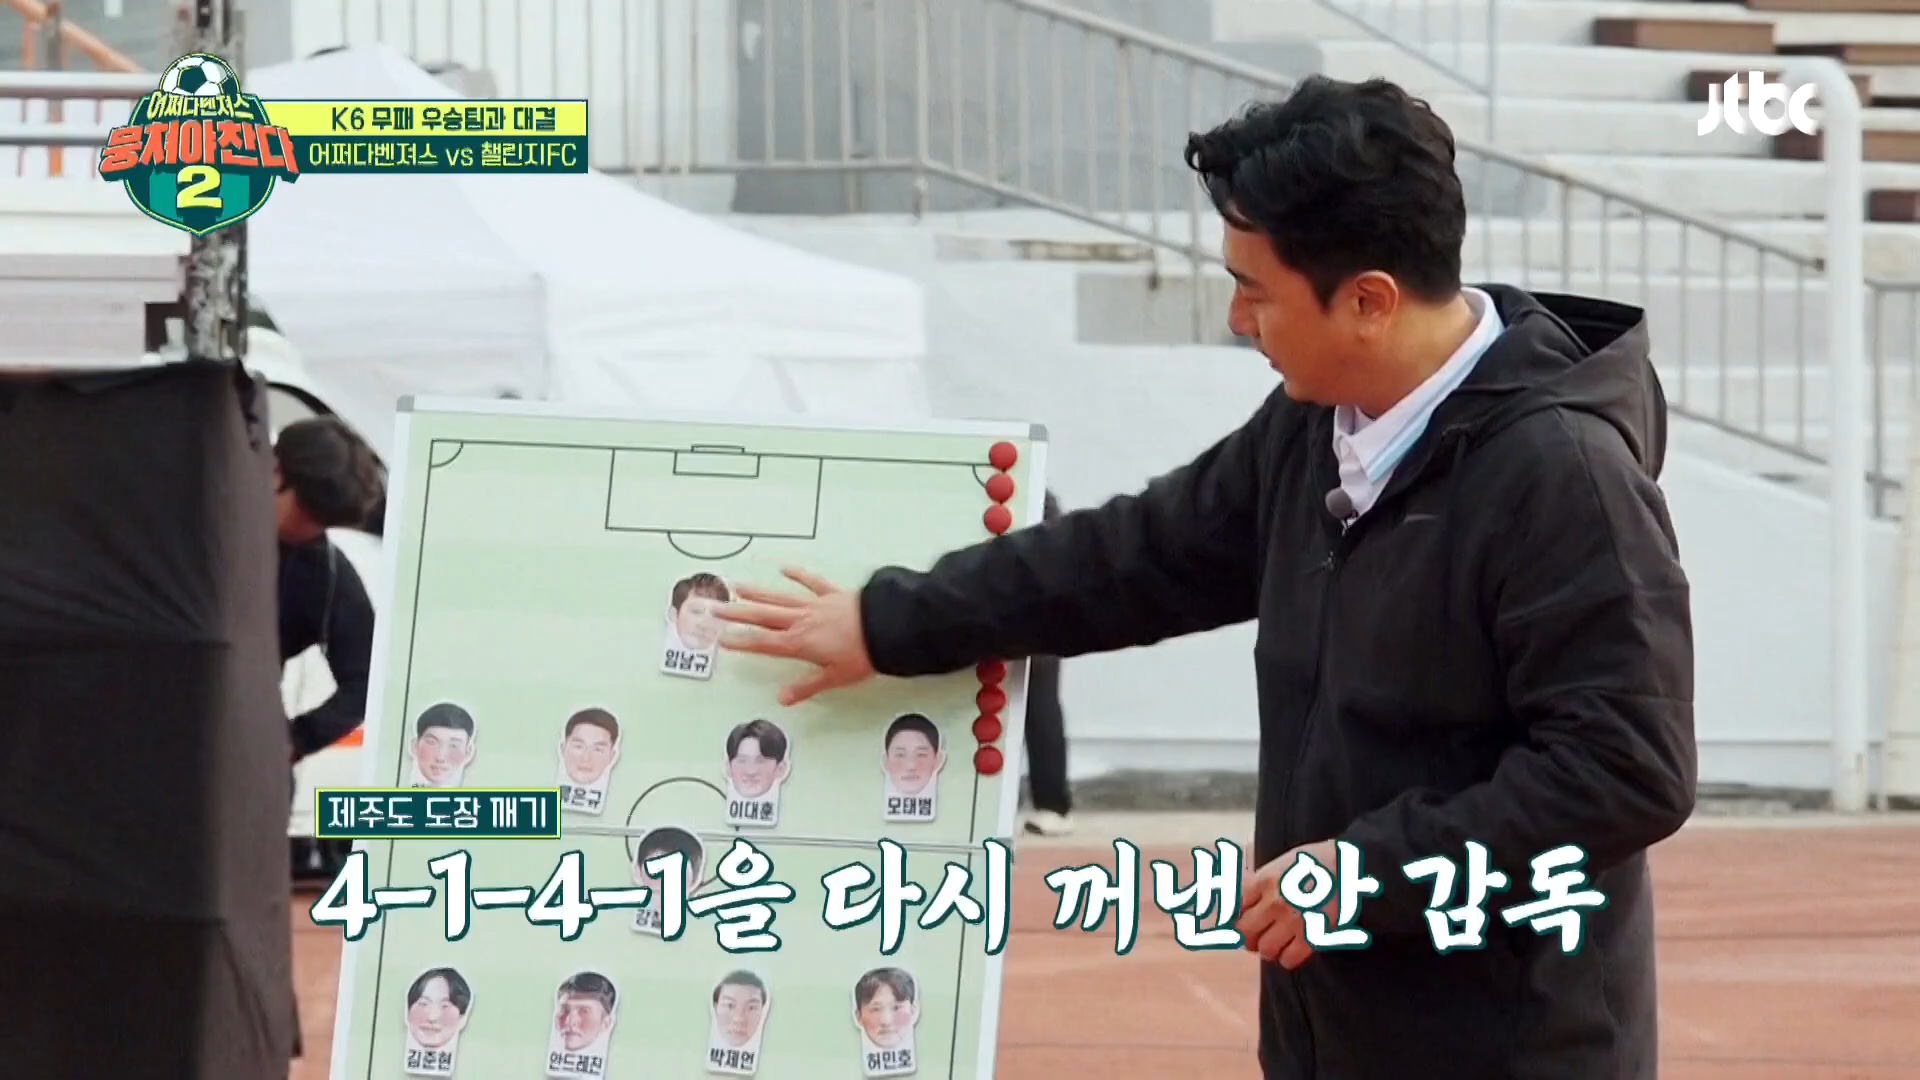 어쩌다벤져스
뭉쳐야찬다
2
K6 무패 우승팀과 대결
어쩌다벤져스 vs 챌린지FC
jtbc
임남규
류은규
이대훈
모태범
제주도 도장 깨기
4-1-4-1을 다시 꺼낸 안 감독
김준현
안드레진
박제언
허민호